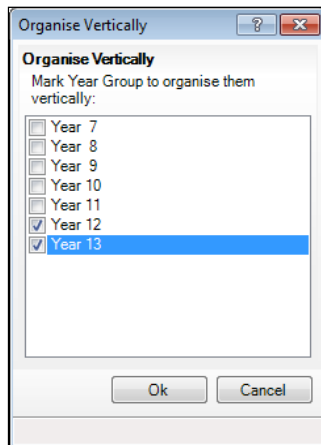 Organise Vertically
?
Organise Vertically
Mark Year Group to organise them
vertically:
Year 7
Year 8
Year 9
Year 10
Year 11
Year 12
Year 13
Ok
Cancel